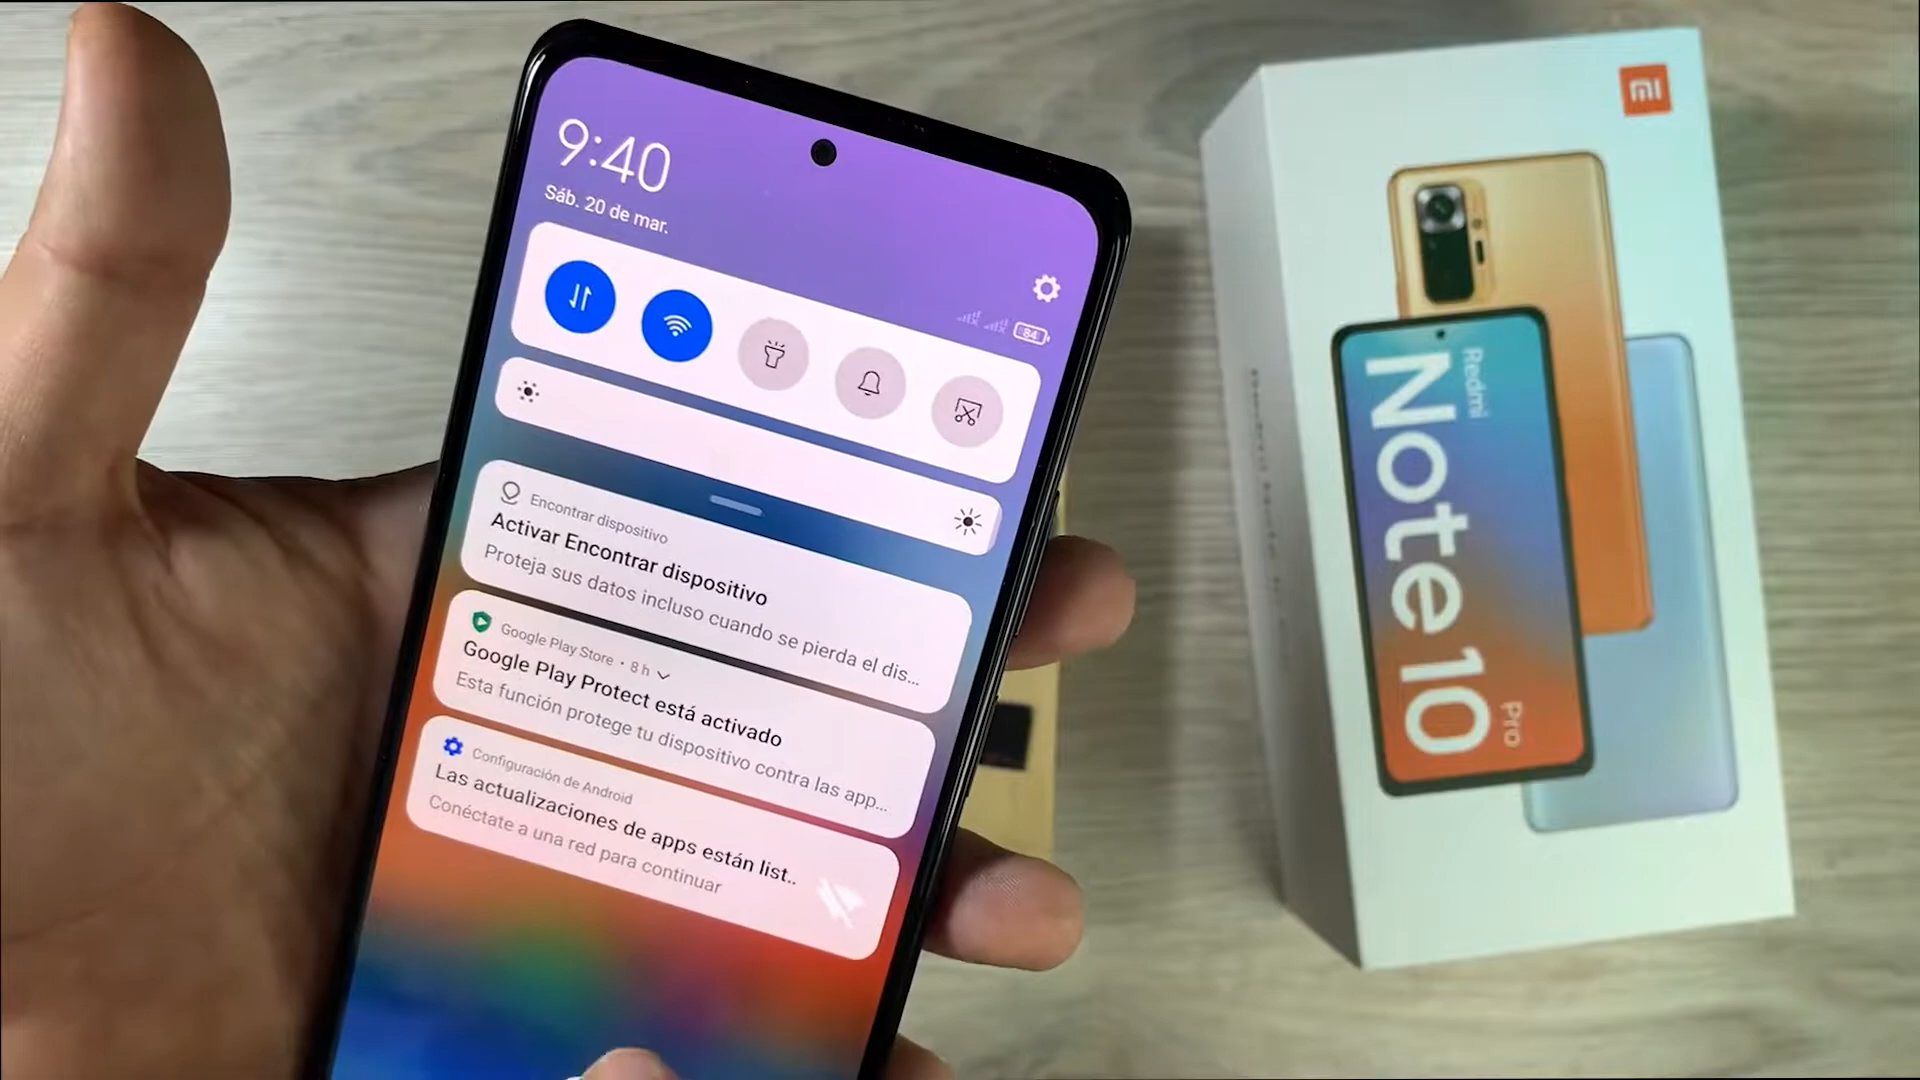 9:40
Sáb. 20 de mar.
84
Encontrar dispositivo
Activar Encontrar dispositivo
Proteja sus datos incluso cuando se pierda el dis...
Google Play Store • 8 h
Google Play Protect está activado
Esta función protege tu dispositivo contra las app...
Configuración de Android
Las actualizaciones de apps están list..
Conéctate a una red para continuar
mi
Redmi
Note 10
Pro